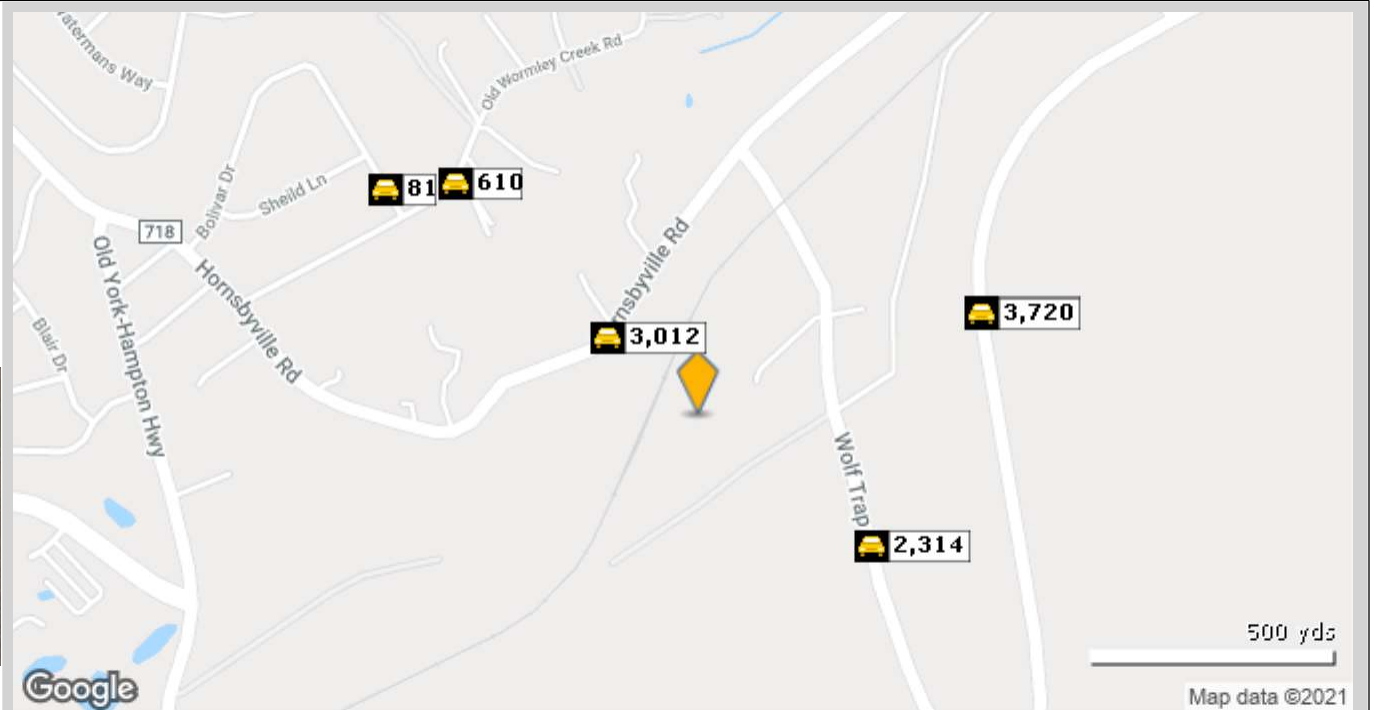 Watermans Way
Old Wormley Creek Rd
Bolivar Dr
Sheild Ln
81
610
718
Old York-Hampton Hwy
Hornsbyville Rd
rnsbyville Rd
Blair Dr
3,012
3,720
Wolf Trap
2,314
500 yds
Google
Map data ©2021